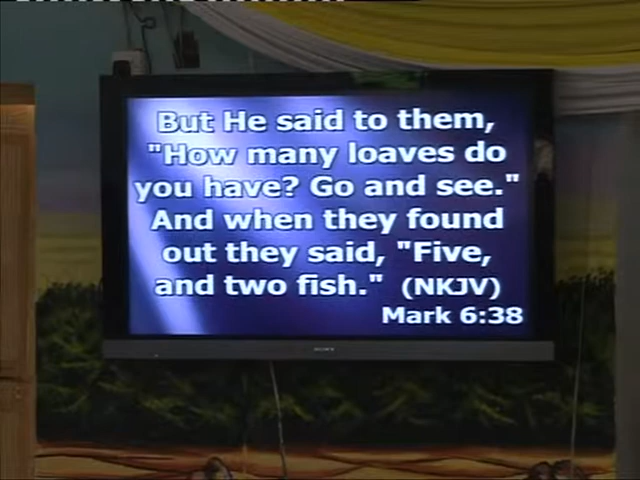 But He said to them,
"How many loaves do
you have? Go and see."
And when they found
out they said, "Five,
and two fish." (NKJV)
Mark 6:38
SONY